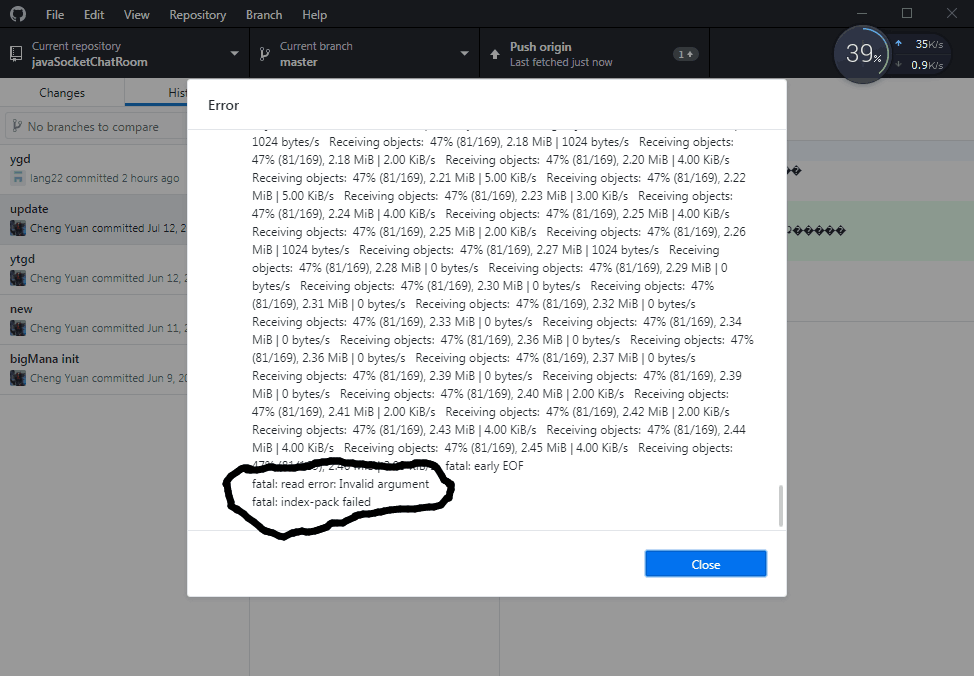 File Edit View Repository Branch Help
Current repository
javaSocketChatRoom
Current branch
master
Push origin
Last fetched just now
1
39%
35K/s
0.9K/s
Changes
Hist
No branches to compare
ygd
lang22 committed 2 hours ago
update
Cheng Yuan committed Jul 12, 2
ytgd
Cheng Yuan committed Jun 12,
new
Cheng Yuan committed Jun 11,
bigMana init
Cheng Yuan committed Jun 9, 20
Error
1024 bytes/s Receiving objects: 47% (81/169), 2.18 MiB | 1024 bytes/s Receiving objects:
47% (81/169), 2.18 MiB | 2.00 KiB/s Receiving objects: 47% (81/169), 2.20 MiB | 4.00 KiB/s
Receiving objects: 47% (81/169), 2.21 MiB | 5.00 KiB/s Receiving objects: 47% (81/169), 2.22
MiB | 5.00 KiB/s Receiving objects: 47% (81/169), 2.23 MiB | 3.00 KiB/s Receiving objects:
47% (81/169), 2.24 MiB | 4.00 KiB/s Receiving objects: 47% (81/169), 2.25 MiB | 4.00 KiB/s
Receiving objects: 47% (81/169), 2.25 MiB | 2.00 KiB/s Receiving objects: 47% (81/169), 2.26
MiB | 1024 bytes/s Receiving objects: 47% (81/169), 2.27 MiB | 1024 bytes/s Receiving
objects: 47% (81/169), 2.28 MiB | 0 bytes/s Receiving objects: 47% (81/169), 2.29 MiB | 0
bytes/s Receiving objects: 47% (81/169), 2.30 MiB | 0 bytes/s Receiving objects: 47%
(81/169), 2.31 MiB | 0 bytes/s Receiving objects: 47% (81/169), 2.32 MiB | 0 bytes/s
Receiving objects: 47% (81/169), 2.33 MiB | 0 bytes/s Receiving objects: 47% (81/169), 2.34
MiB | 0 bytes/s Receiving objects: 47% (81/169), 2.36 MiB | 0 bytes/s Receiving objects: 47%
(81/169), 2.36 MiB | 0 bytes/s Receiving objects: 47% (81/169), 2.37 MiB | 0 bytes/s
Receiving objects: 47% (81/169), 2.39 MiB | 0 bytes/s Receiving objects: 47% (81/169), 2.39
MiB | 0 bytes/s Receiving objects: 47% (81/169), 2.40 MiB | 2.00 KiB/s Receiving objects:
47% (81/169), 2.41 MiB | 2.00 KiB/s Receiving objects: 47% (81/169), 2.42 MiB | 2.00 KiB/s
Receiving objects: 47% (81/169), 2.43 MiB | 4.00 KiB/s Receiving objects: 47% (81/169), 2.44
MiB | 4.00 KiB/s Receiving objects: 47% (81/169), 2.45 MiB | 4.00 KiB/s Receiving objects:
fatal: early EOF
fatal: read error: Invalid argument
fatal: index-pack failed
Close